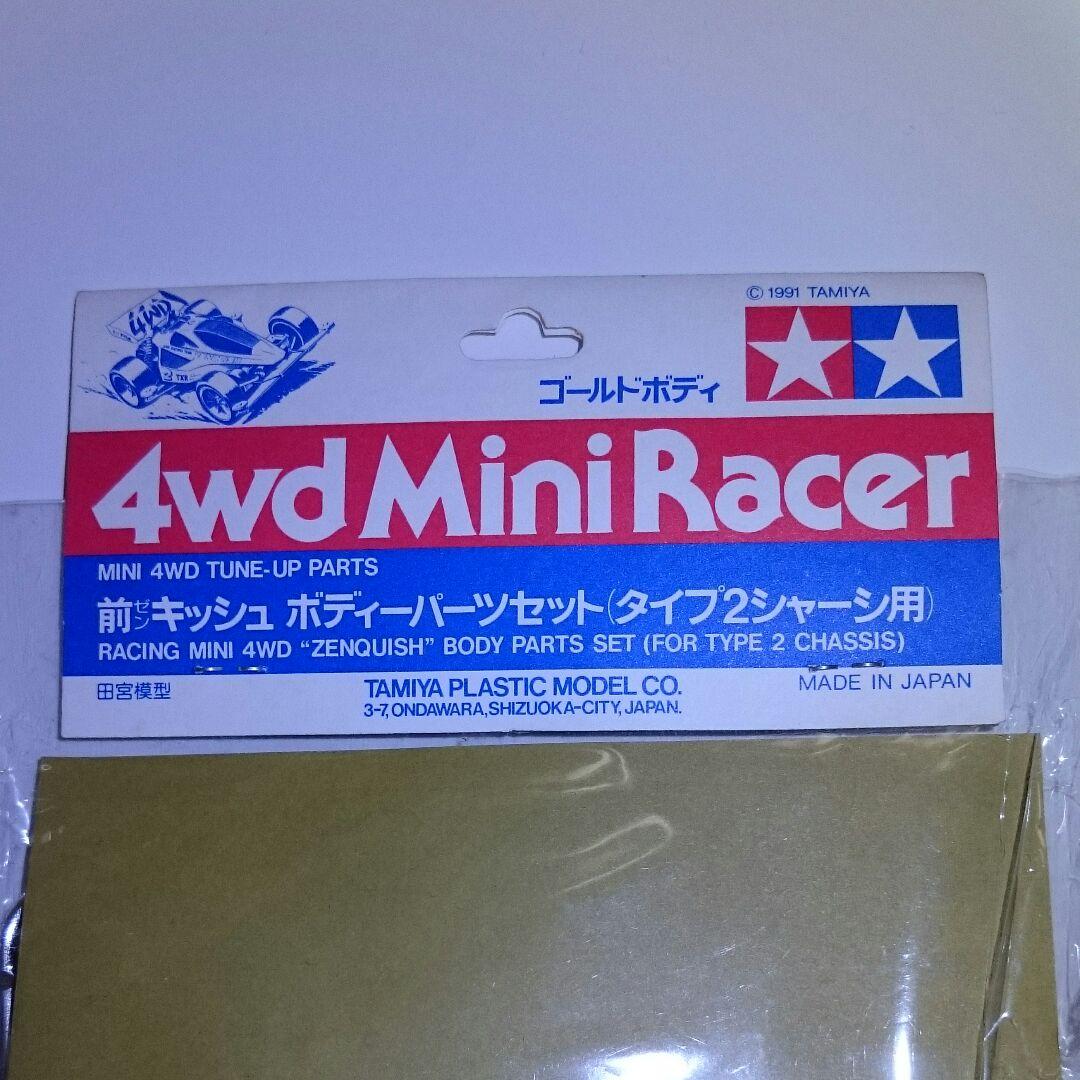 © 1991 TAMIYA
4WD
ゴールドボディ
4wd Mini Racer
MINI 4WD TUNE-UP PARTS
前ゼンキッシュ ボディーパーツセット(タイプ2シャーシ用)
RACING MINI 4WD “ZENQUISH” BODY PARTS SET (FOR TYPE 2 CHASSIS)
田宮模型
TAMIYA PLASTIC MODEL CO.
3-7, ONDAWARA, SHIZUOKA-CITY, JAPAN.
MADE IN JAPAN